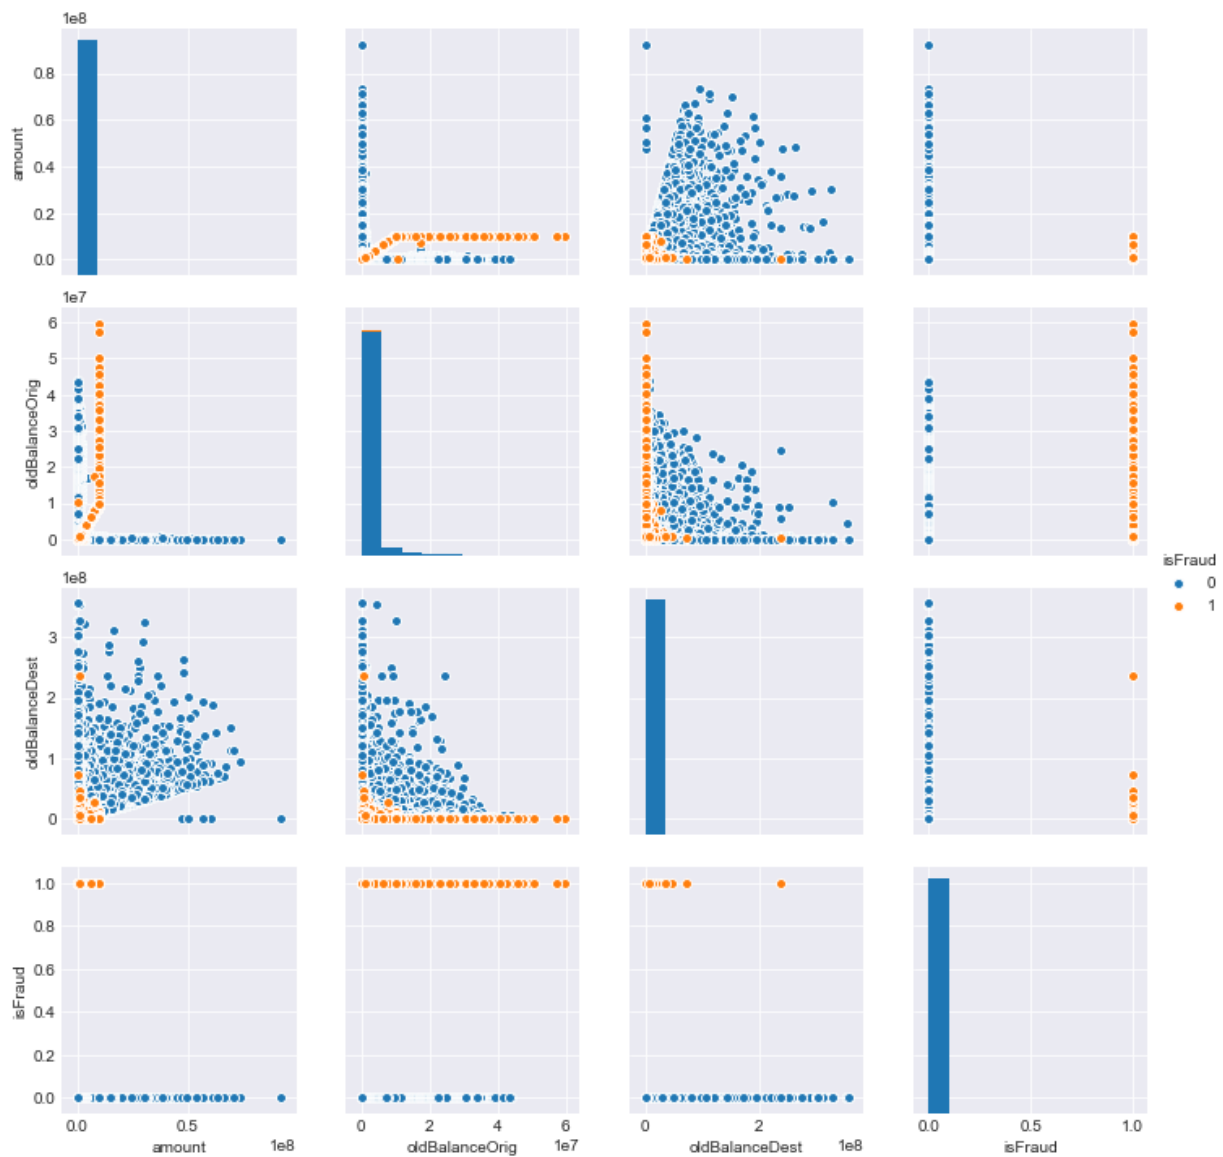 1e8
0.8
0.6
0.4
0.2
0.0
amount
1e7
6
5
4
3
2
1
0
oldBalanceOrig
isFraud
0
1
1e8
3
2
1
0
oldBalanceDest
1.0
0.8
0.6
0.4
0.2
0.0
isFraud
0.0 0.5 0 2 4 6 0 2 0.0 0.5 1.0
1e8 1e7 1e8
amount oldBalanceOrig oldBalanceDest isFraud